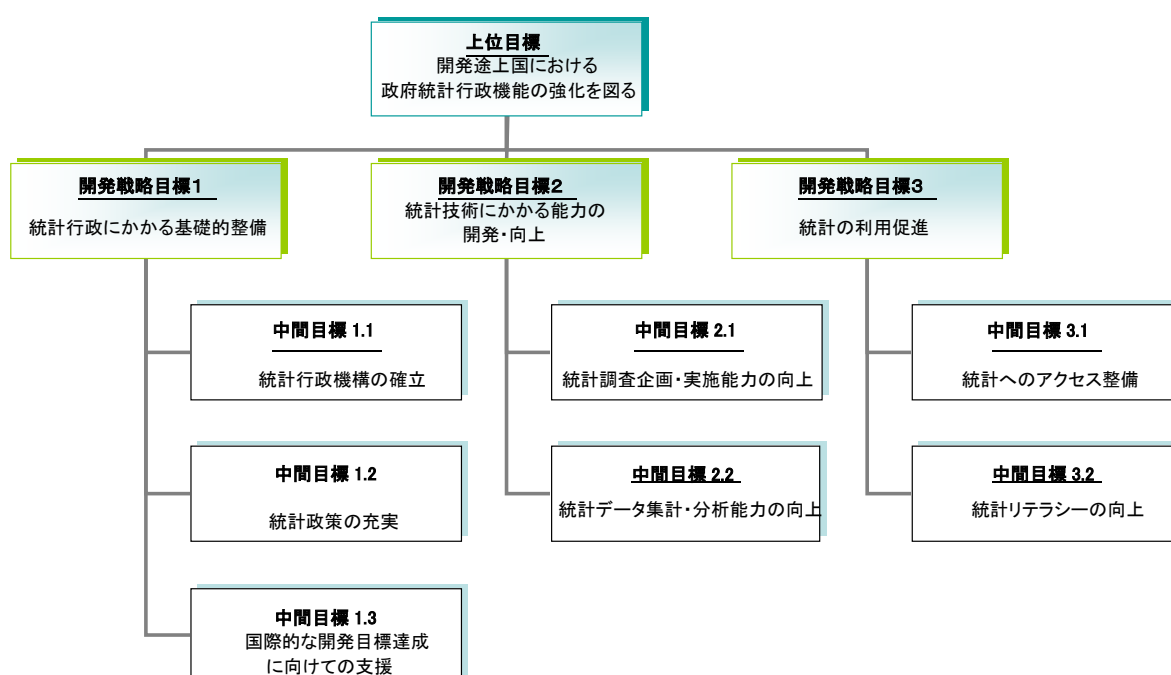 上位目標
開発途上国における
政府統計行政機能の強化を図る
開発戦略目標1
統計行政にかかる基礎的整備
開発戦略目標2
統計技術にかかる能力の
開発・向上
開発戦略目標3
統計の利用促進
中間目標 1.1
統計行政機構の確立
中間目標 2.1
統計調査企画・実施能力の向上
中間目標 3.1
統計へのアクセス整備
中間目標 1.2
統計政策の充実
中間目標 2.2
統計データ集計・分析能力の向上
中間目標 3.2
統計リテラシーの向上
中間目標 1.3
国際的な開発目標達成
に向けての支援